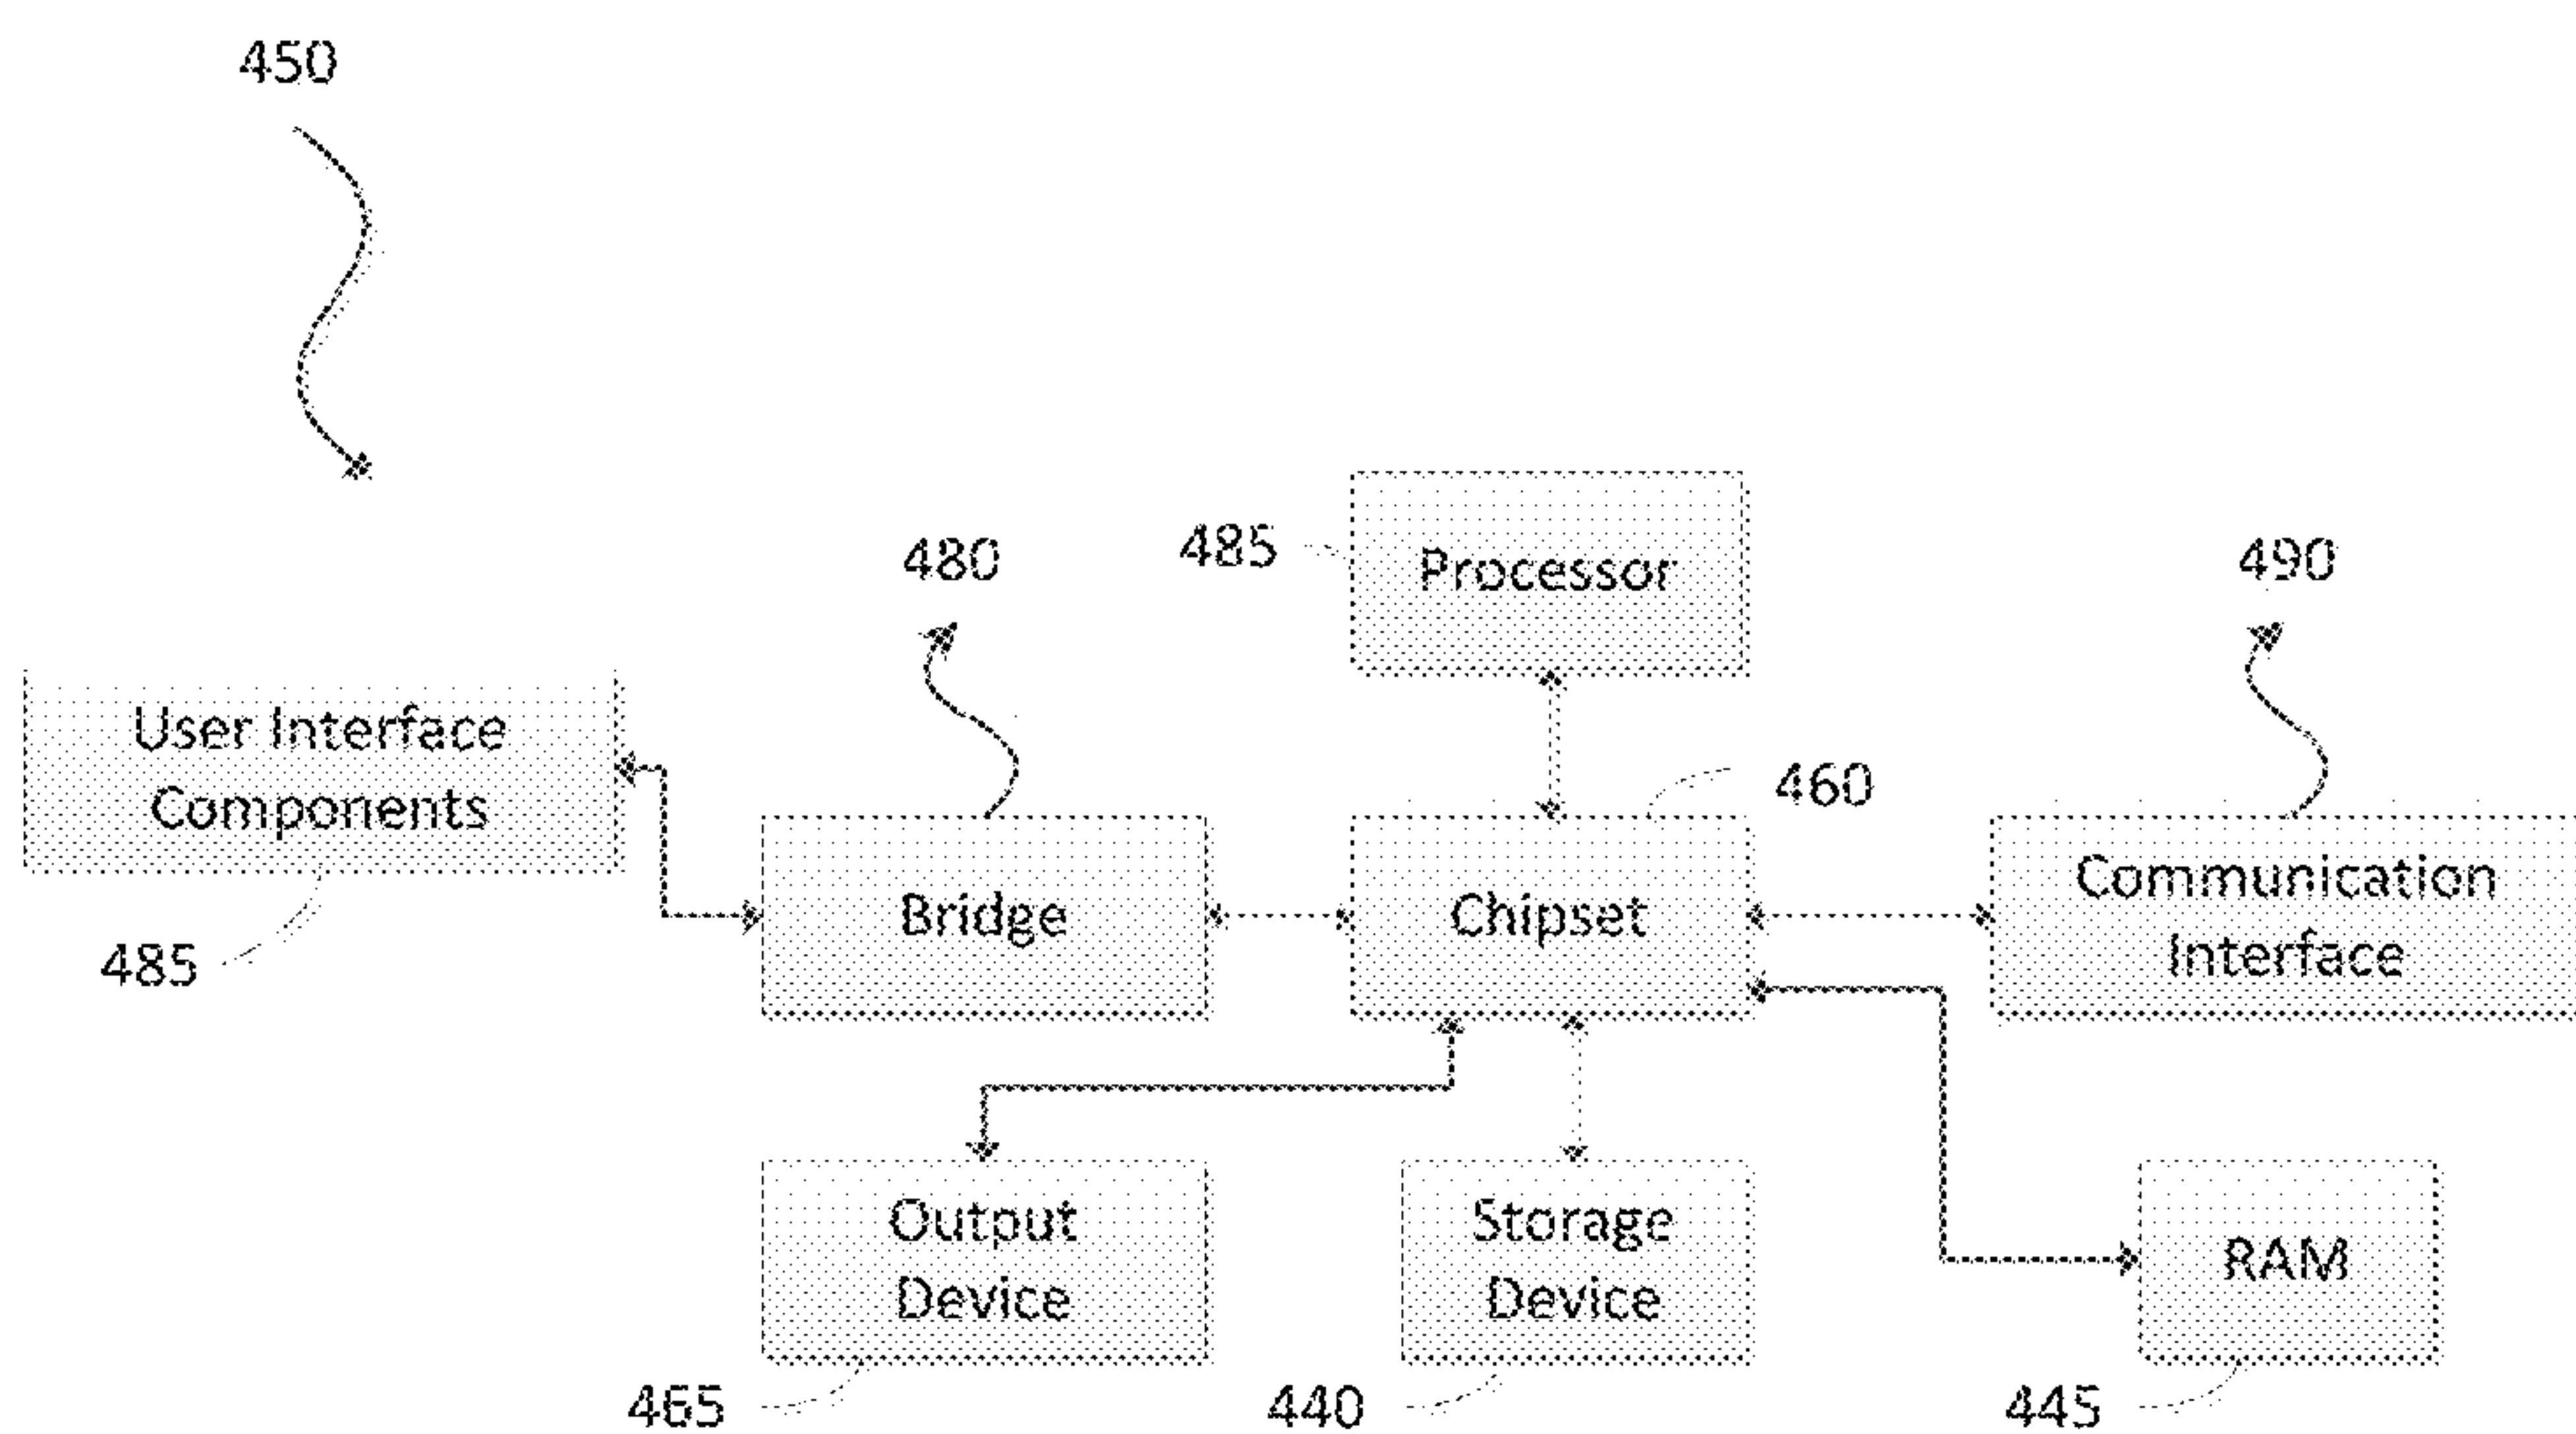 450
480
485
Processor
490
User Interface
Components
460
485
Bridge
Chipset
Communication
Interface
Output
Device
Storage
Device
RAM
465
440
445